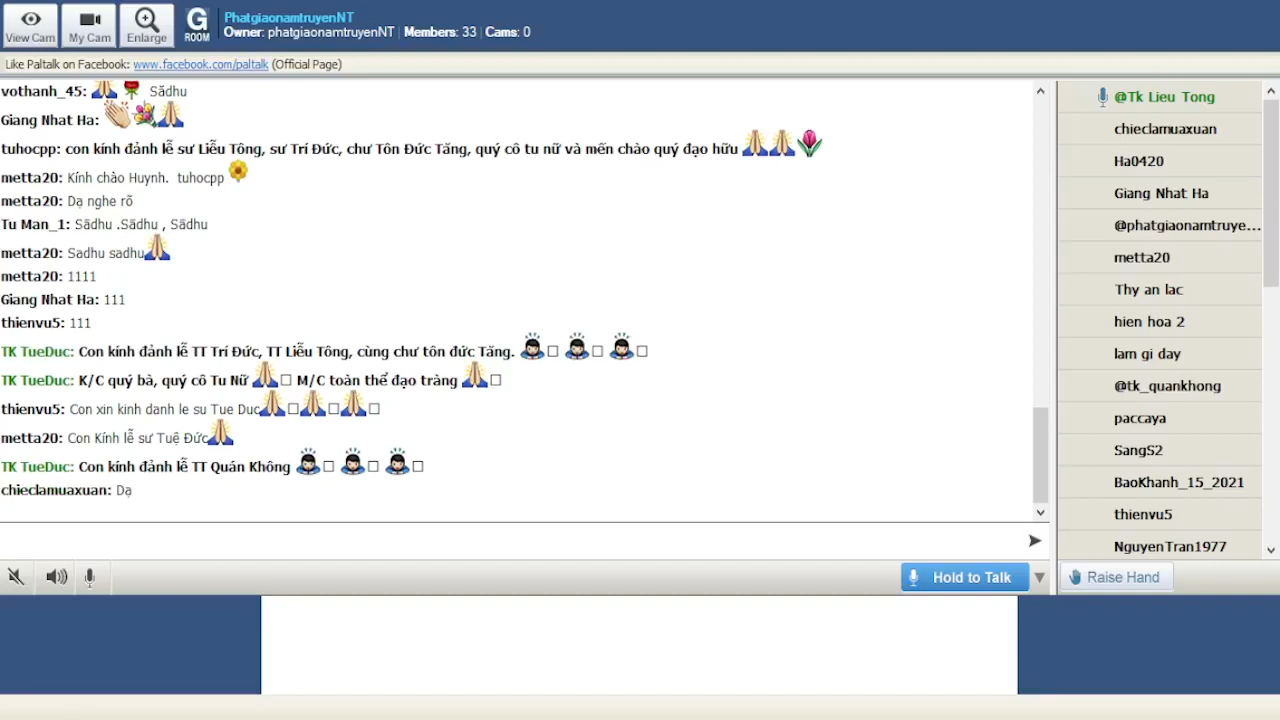 View Cam
My Cam
Enlarge
G
ROOM
PhatgiaonamtruyenNT
Owner: phatgiaonamtruyenNT | Members: 33 | Cams: 0
Like Paltalk on Facebook: www.facebook.com/paltalk (Official Page)
vothanh_45: Sādhu
Giang Nhat Ha:
tuhocpp: con kính đảnh lễ sư Liễu Tông, sư Trí Đức, chư Tôn Đức Tăng, quý cô tu nữ và mến chào quý đạo hữu
metta20: Kính chào Huynh. tuhocpp
metta20: Dạ nghe rõ
Tu Man_1: Sādhu .Sādhu , Sādhu
metta20: Sadhu sadhu
metta20: 1111
Giang Nhat Ha: 111
thienvu5: 111
TK TueDuc: Con kính đảnh lễ TT Trí Đức, TT Liễu Tông, cùng chư tôn đức Tăng.
TK TueDuc: K/C quý bà, quý cô Tu Nữ M/C toàn thể đạo tràng
thienvu5: Con xin kinh danh le su Tue Duc
metta20: Con Kính lễ sư Tuệ Đức
TK TueDuc: Con kính đảnh lễ TT Quán Không
chieclamuaxuan: Dạ
Hold to Talk
@Tk Lieu Tong
chieclamuaxuan
Ha0420
Giang Nhat Ha
@phatgiaonamtruye...
metta20
Thy an lac
hien hoa 2
lam gi day
@tk_quankhong
paccaya
SangS2
BaoKhanh_15_2021
thienvu5
NguyenTran1977
Raise Hand